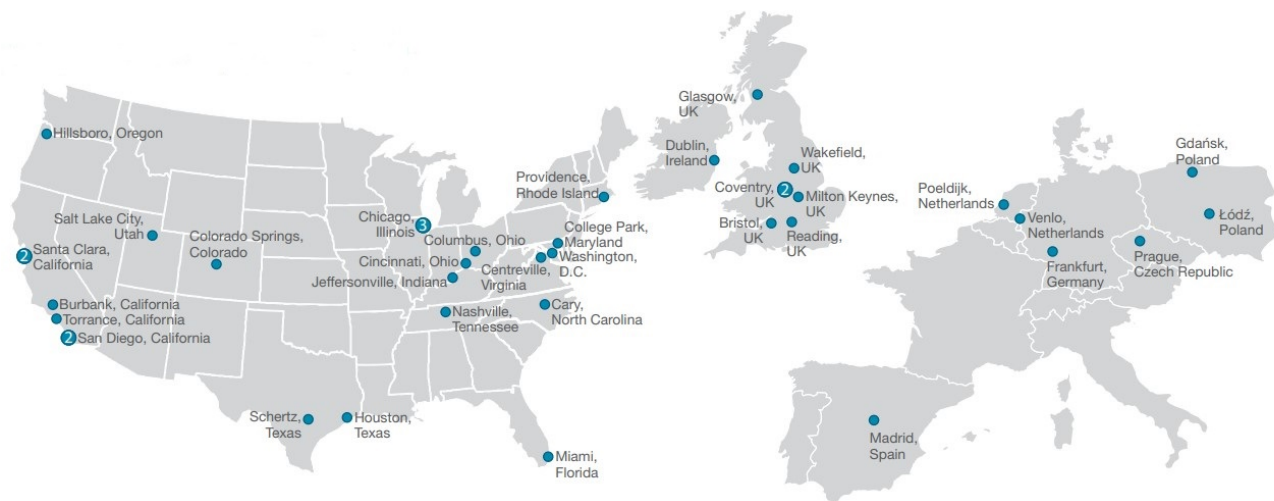 Hillsboro, Oregon
Salt Lake City,
Utah
2
Santa Clara,
California
Colorado Springs,
Colorado
Burbank, California
Torrance, California
2
San Diego, California
Schertz,
Texas
Houston,
Texas
Miami,
Florida
Chicago,
Illinois
3
Columbus, Ohio
Cincinnati, Ohio
Jeffersonville, Indiana
Nashville,
Tennessee
Cary,
North Carolina
Centreville,
Virginia
Washington,
D.C.
College Park,
Maryland
Providence,
Rhode Island
Glasgow,
UK
Dublin,
Ireland
Wakefield,
UK
Coventry,
UK
2
Milton Keynes,
UK
Bristol,
UK
Reading,
UK
Gdańsk,
Poland
Poeldijk,
Netherlands
Venlo,
Netherlands
Łódź,
Poland
Frankfurt,
Germany
Prague,
Czech Republic
Madrid,
Spain